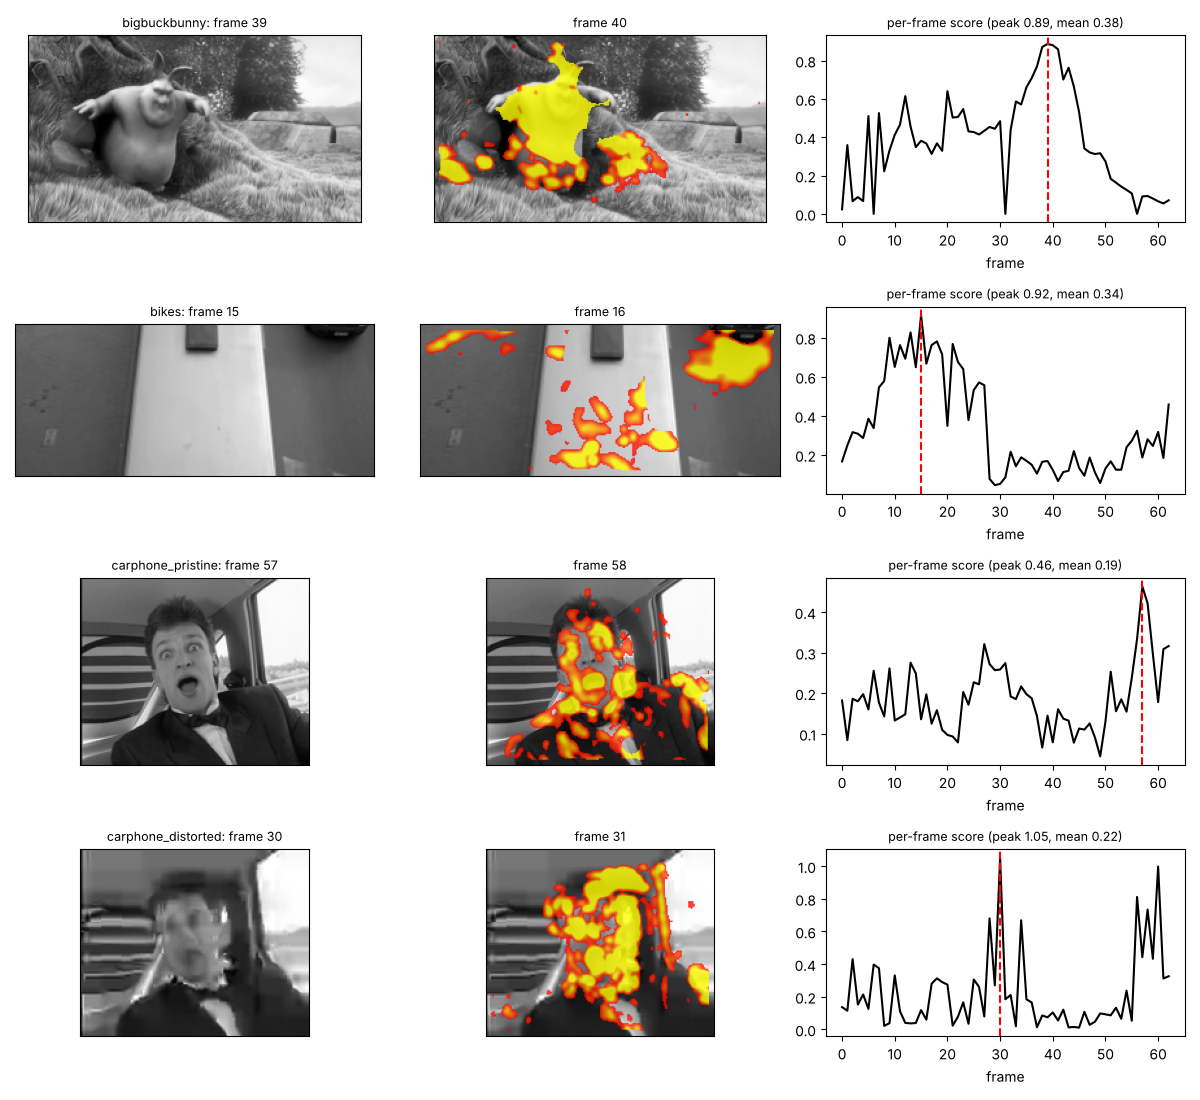 bigbuckbunny: frame 39
frame 40
per-frame score (peak 0.89, mean 0.38)
0.8
0.6
0.4
0.2
0.0
0 10 20 30 40 50 60
frame
bikes: frame 15
frame 16
per-frame score (peak 0.92, mean 0.34)
0.8
0.6
0.4
0.2
0 10 20 30 40 50 60
frame
carphone_pristine: frame 57
frame 58
per-frame score (peak 0.46, mean 0.19)
0.4
0.3
0.2
0.1
0 10 20 30 40 50 60
frame
carphone_distorted: frame 30
frame 31
per-frame score (peak 1.05, mean 0.22)
1.0
0.8
0.6
0.4
0.2
0.0
0 10 20 30 40 50 60
frame